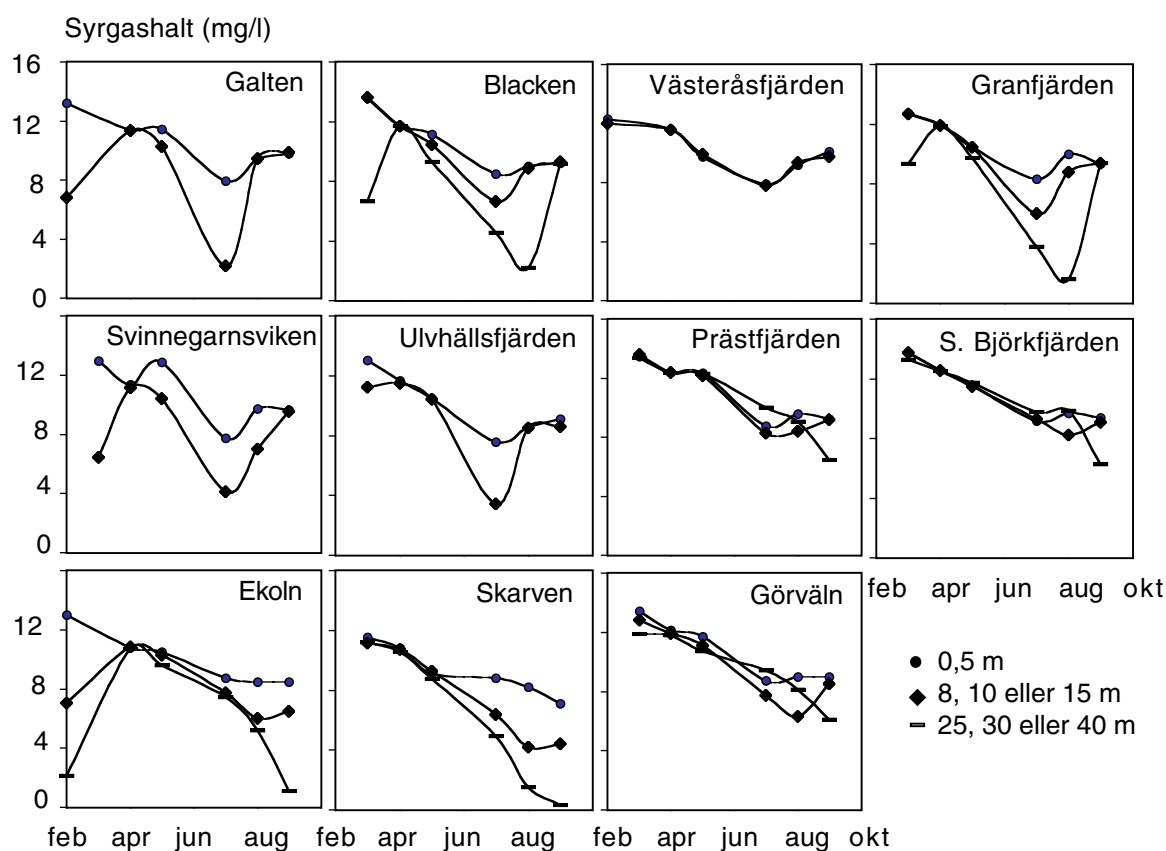 Syrgashalt (mg/l)
16
12
8
4
0
Galten
Blacken
Västeråsfjärden
Granfjärden
12
8
4
0
Svinnegarnsviken
Ulvhällsfjärden
Prästfjärden
S. Björkfjärden
feb apr jun aug okt
12
8
4
0
Ekoln
Skarven
Görväln
0,5 m
8, 10 eller 15 m
25, 30 eller 40 m
feb apr jun aug feb apr jun aug feb apr jun aug okt